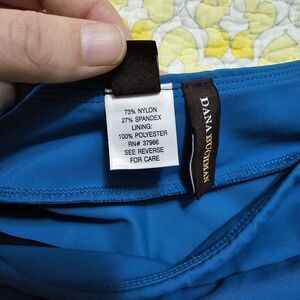 73% NYLON
27% SPANDEX
LINING:
100% POLYESTER
RN# 37966
SEE REVERSE
FOR CARE
DANA BUCHMAN